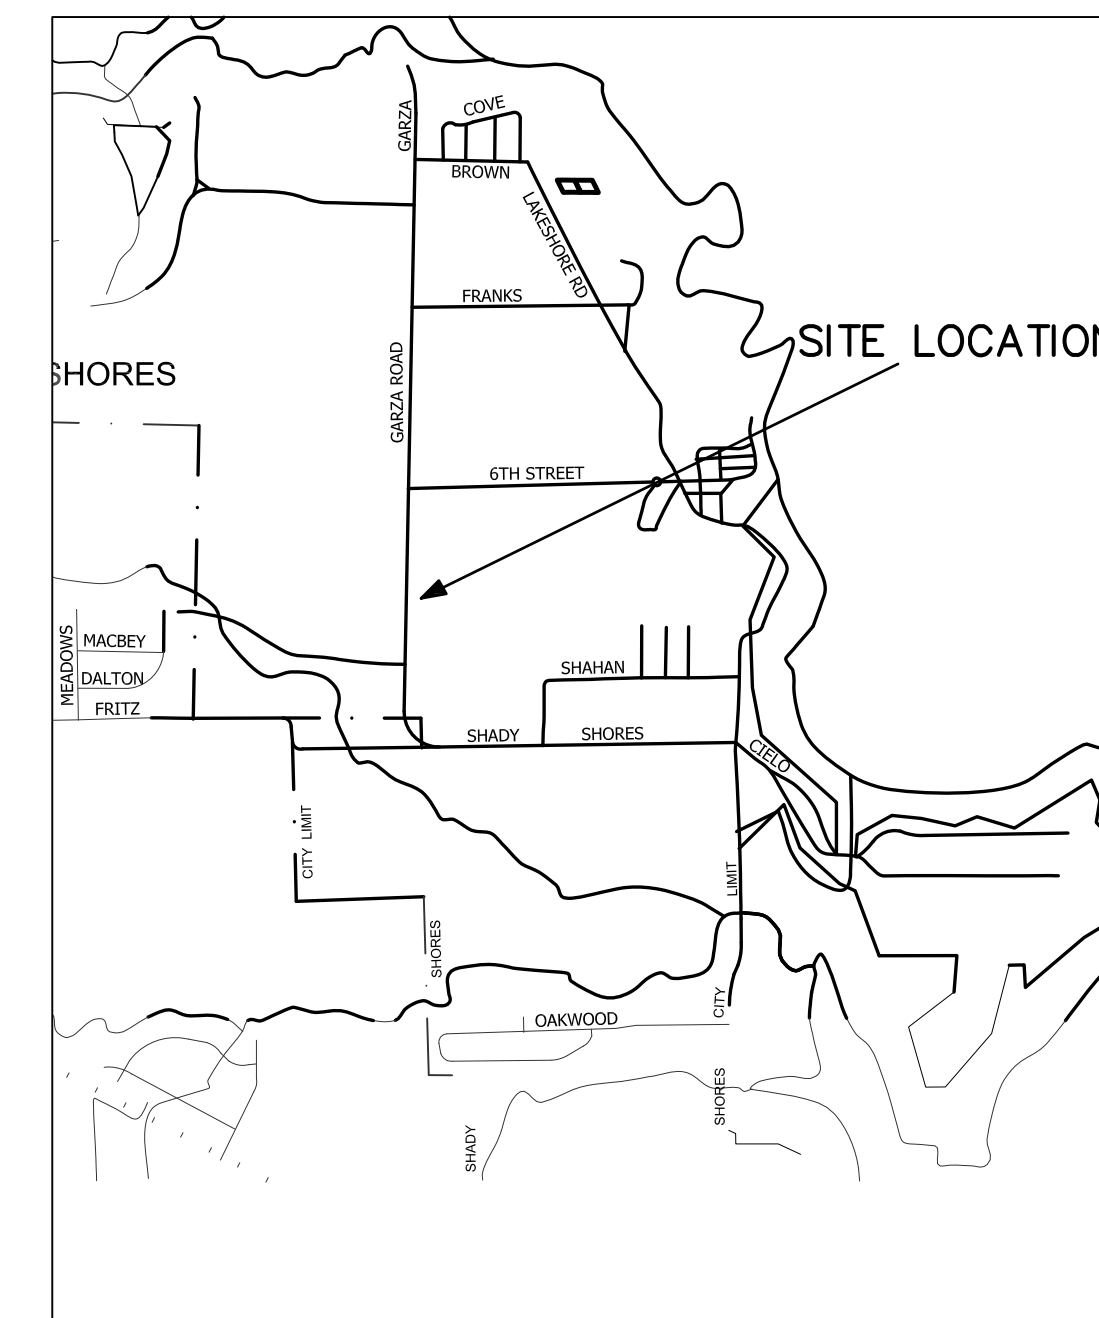 COVE
GARZA
BROWN
LAKESHORE RD
FRANKS
SITE LOCATION
GARZA ROAD
SHORES
6TH STREET
MEADOWS
MACBEY
DALTON
FRITZ
SHAHAN
SHADY SHORES
CIELO
CITY LIMIT
LIMIT
SHORES
CITY
OAKWOOD
SHORES
SHADY